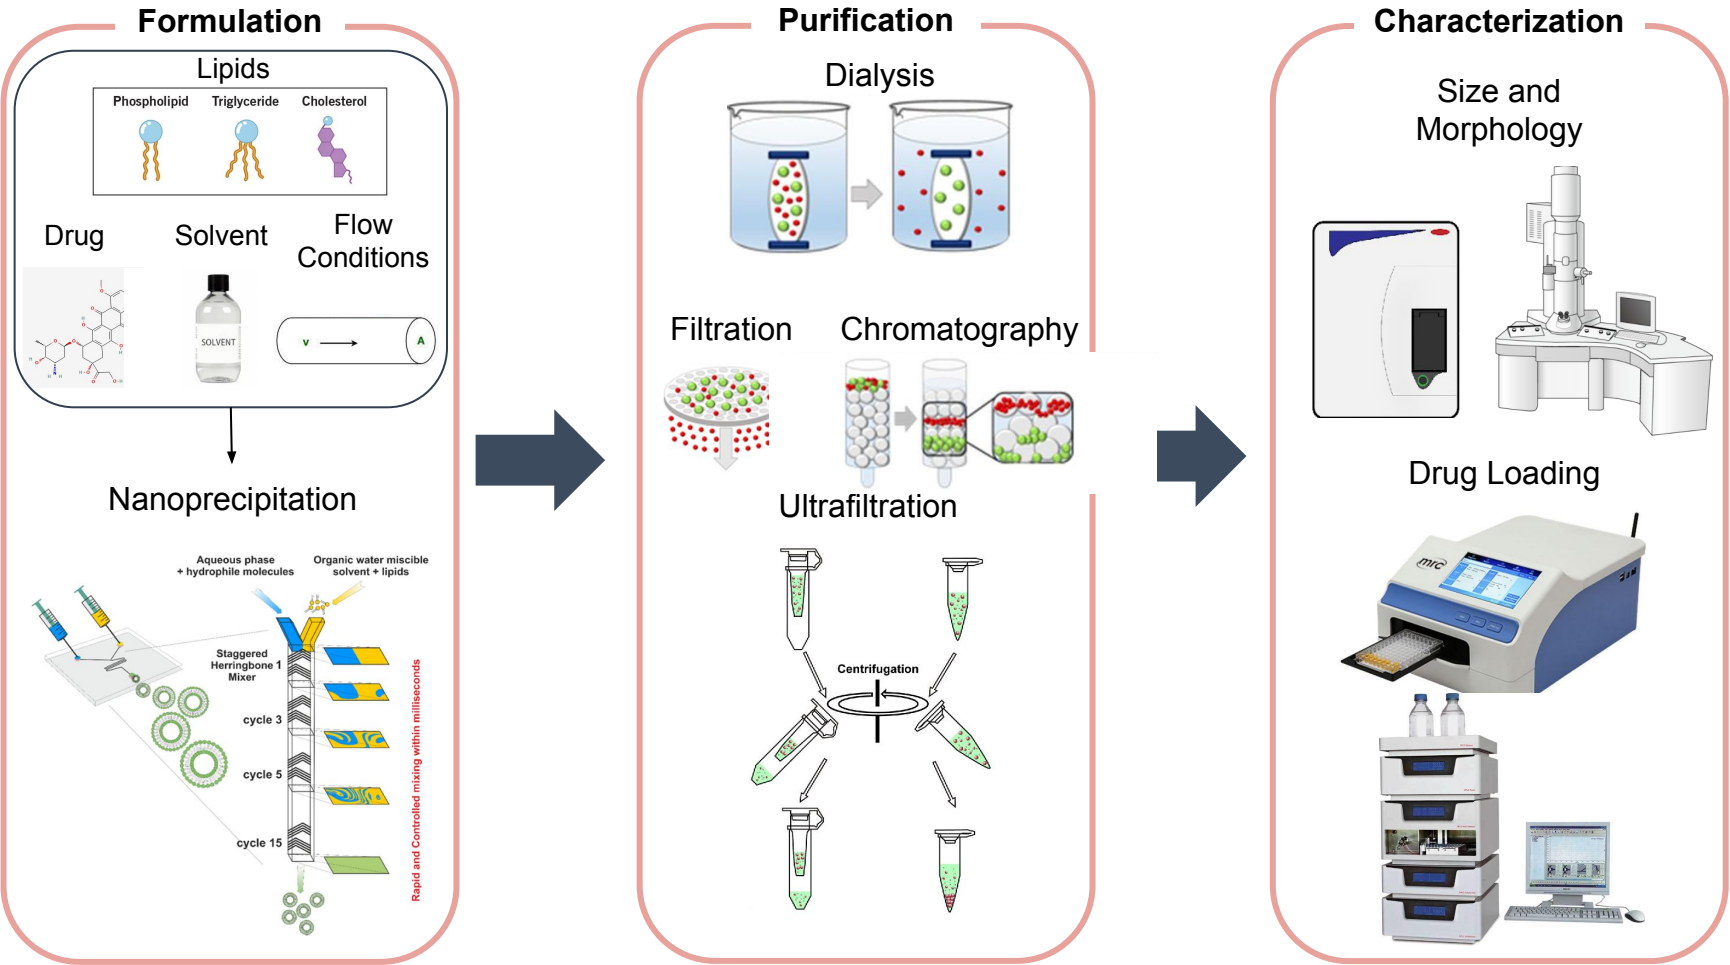 Formulation
Lipids
Phospholipid
Triglyceride
Cholesterol
Drug
Solvent
Flow
Conditions
SOLVENT
v
A
Nanoprecipitation
Aqueous phase
+ hydrophile molecules
Organic water miscible
solvent + lipids
Staggered
Herringbone 1
Mixer
cycle 3
cycle 5
cycle 15
Rapid and Controlled mixing within milliseconds
Purification
Dialysis
Filtration
Chromatography
Ultrafiltration
Centrifugation
Characterization
Size and
Morphology
Drug Loading
mrc